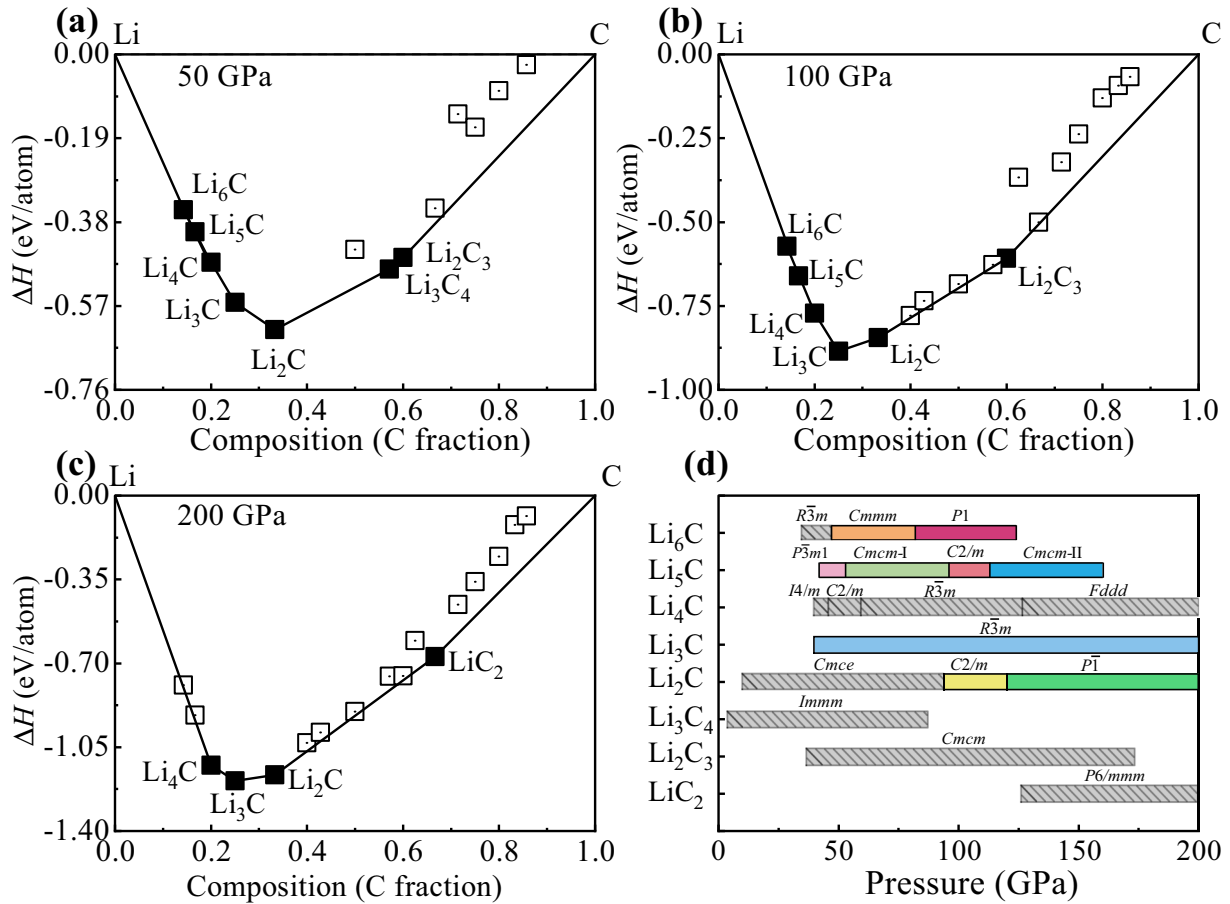 (a)
Li
C
50 GPa
0.00
-0.19
-0.38
-0.57
-0.76
ΔH (eV/atom)
Li₆C
Li₅C
Li₄C
Li₃C
Li₂C
Li₂C₃
Li₃C₄
0.0 0.2 0.4 0.6 0.8 1.0
Composition (C fraction)
(b)
Li
C
100 GPa
0.00
-0.25
-0.50
-0.75
-1.00
ΔH (eV/atom)
Li₆C
Li₅C
Li₄C
Li₃C
Li₂C
Li₂C₃
0.0 0.2 0.4 0.6 0.8 1.0
Composition (C fraction)
(c)
Li
C
200 GPa
0.00
-0.35
-0.70
-1.05
-1.40
ΔH (eV/atom)
Li₄C
Li₃C
Li₂C
LiC₂
0.0 0.2 0.4 0.6 0.8 1.0
Composition (C fraction)
(d)
Li₆C R3̅m Cmmm P1
Li₅C P3̅m1 Cmcm-I C2/m Cmcm-II
Li₄C I4/m C2/m R3̅m Fddd
Li₃C R3̅m
Li₂C Cmce C2/m P1̅
Li₃C₄ Immm
Li₂C₃ Cmcm
LiC₂ P6/mmm
0 50 100 150 200
Pressure (GPa)